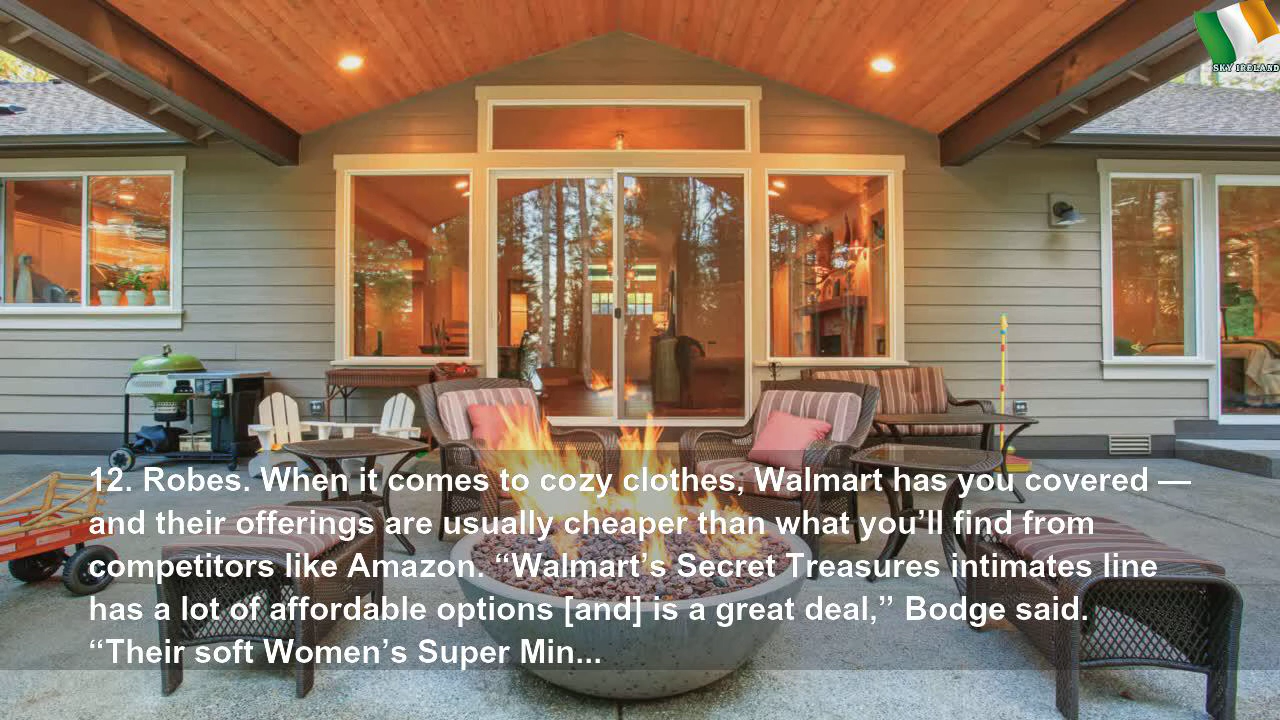 SKY IRELAND
12. Robes. When it comes to cozy clothes, Walmart has you covered —
and their offerings are usually cheaper than what you’ll find from
competitors like Amazon. “Walmart’s Secret Treasures intimates line
has a lot of affordable options [and] is a great deal,” Bodge said.
“Their soft Women’s Super Min...